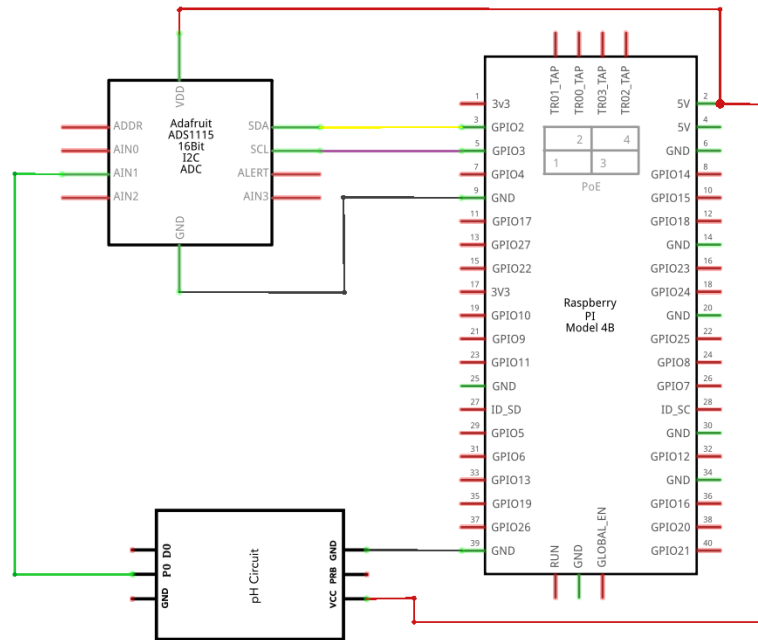 TR01_TAP
TR00_TAP
TR03_TAP
TR02_TAP
VDD
ADDR
AIN0
AIN1
AIN2
Adafruit
ADS1115
16Bit
I2C
ADC
SDA
SCL
ALERT
AIN3
GND
1 3v3
3 GPIO2
5 GPIO3
7 GPIO4
9 GND
11 GPIO17
13 GPIO27
15 GPIO22
17 3V3
19 GPIO10
21 GPIO9
23 GPIO11
25 GND
27 ID_SD
29 GPIO5
31 GPIO6
33 GPIO13
35 GPIO19
37 GPIO26
39 GND
2 4
1 3
PoE
Raspberry
PI
Model 4B
5V 2
5V 4
GND 6
GPIO14 8
GPIO15 10
GPIO18 12
GND 14
GPIO23 16
GPIO24 18
GND 20
GPIO25 22
GPIO8 24
GPIO7 26
ID_SC 28
GND 30
GPIO12 32
GND 34
GPIO16 36
GPIO20 38
GPIO21 40
RUN
GND
GLOBAL_EN
D0
P0
GND
pH Circuit
GND
PRB
VCC